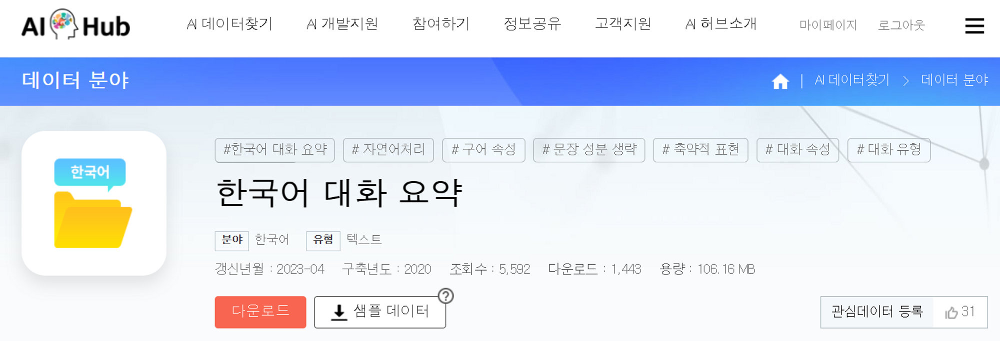 AI Hub AI 데이터찾기 AI 개발지원 참여하기 정보공유 고객지원 AI 허브소개 마이페이지 로그아웃
데이터 분야 | AI 데이터찾기 > 데이터 분야
#한국어 대화 요약 # 자연어처리 # 구어 속성 # 문장 성분 생략 # 축약적 표현 # 대화 속성 # 대화 유형
한국어
한국어 대화 요약
분야 한국어 유형 텍스트
갱신년월 : 2023-04 구축년도 : 2020 조회수 : 5,592 다운로드 : 1,443 용량 : 106.16 MB
다운로드 샘플 데이터 ? 관심데이터 등록 31